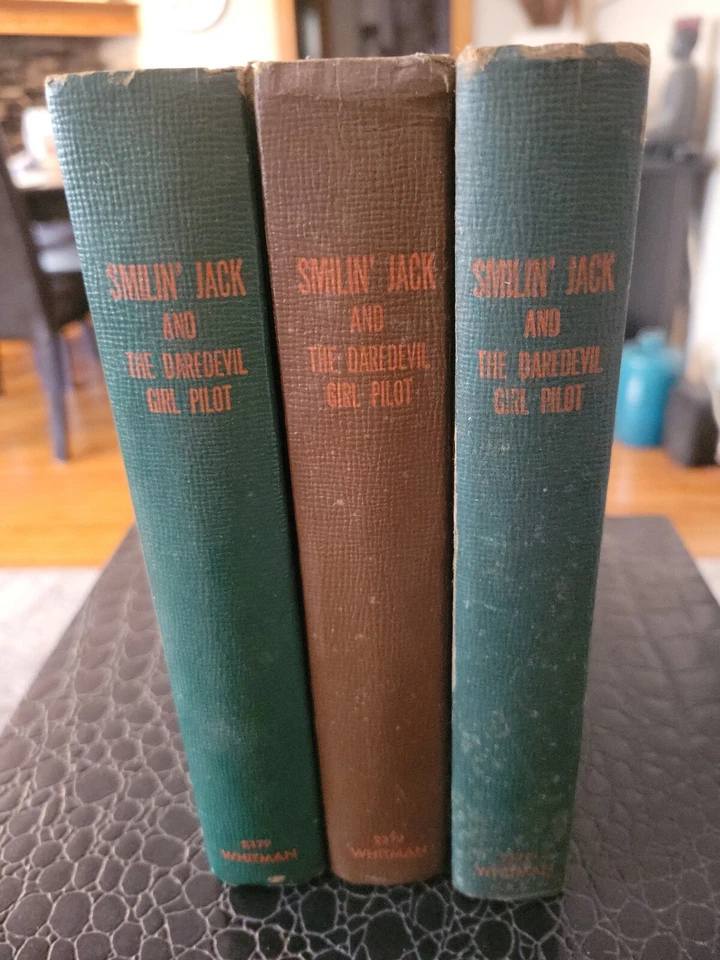 SMILIN' JACK
AND
THE DAREDEVIL
GIRL PILOT
WHITMAN
SMILIN' JACK
AND
THE DAREDEVIL
GIRL PILOT
WHITMAN
SMILIN' JACK
AND
THE DAREDEVIL
GIRL PILOT
WHITMAN